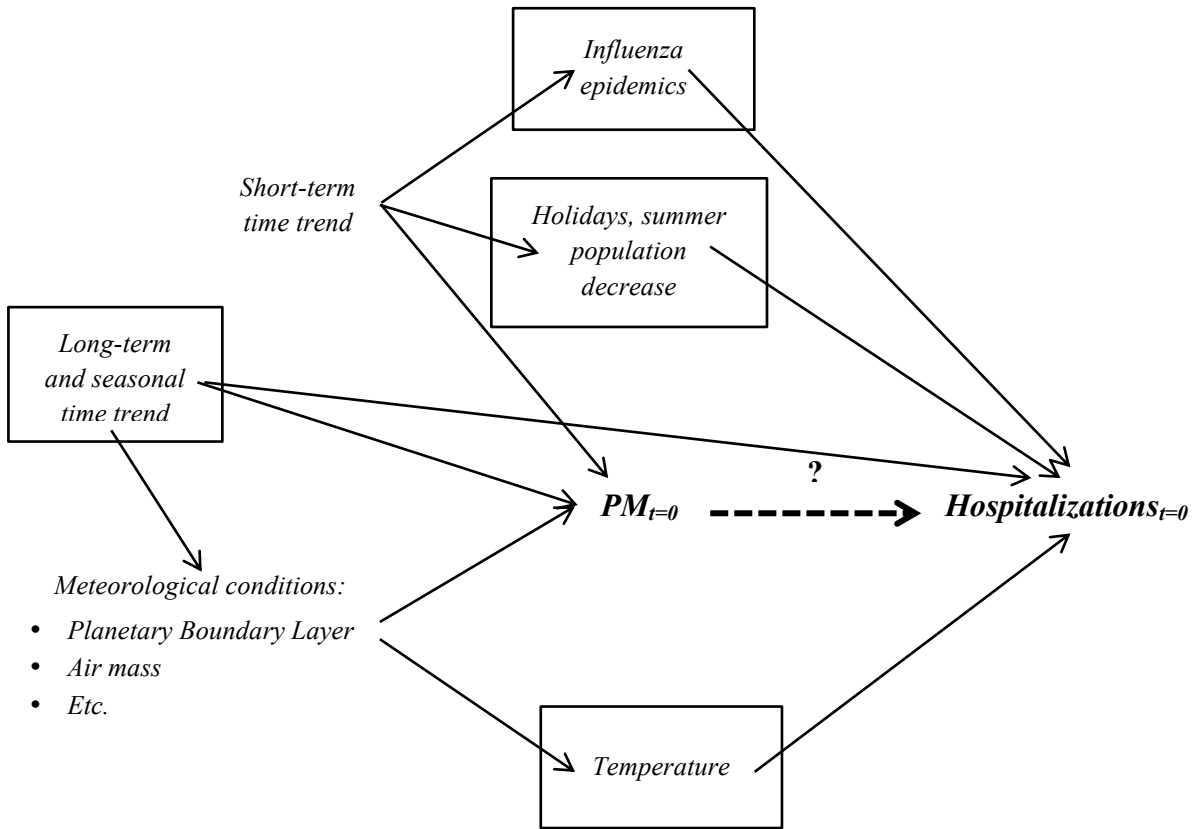 Influenza
epidemics
Short-term
time trend
Holidays, summer
population
decrease
Long-term
and seasonal
time trend
?
PMt=0
Hospitalizationst=0
Meteorological conditions:
• Planetary Boundary Layer
• Air mass
• Etc.
Temperature